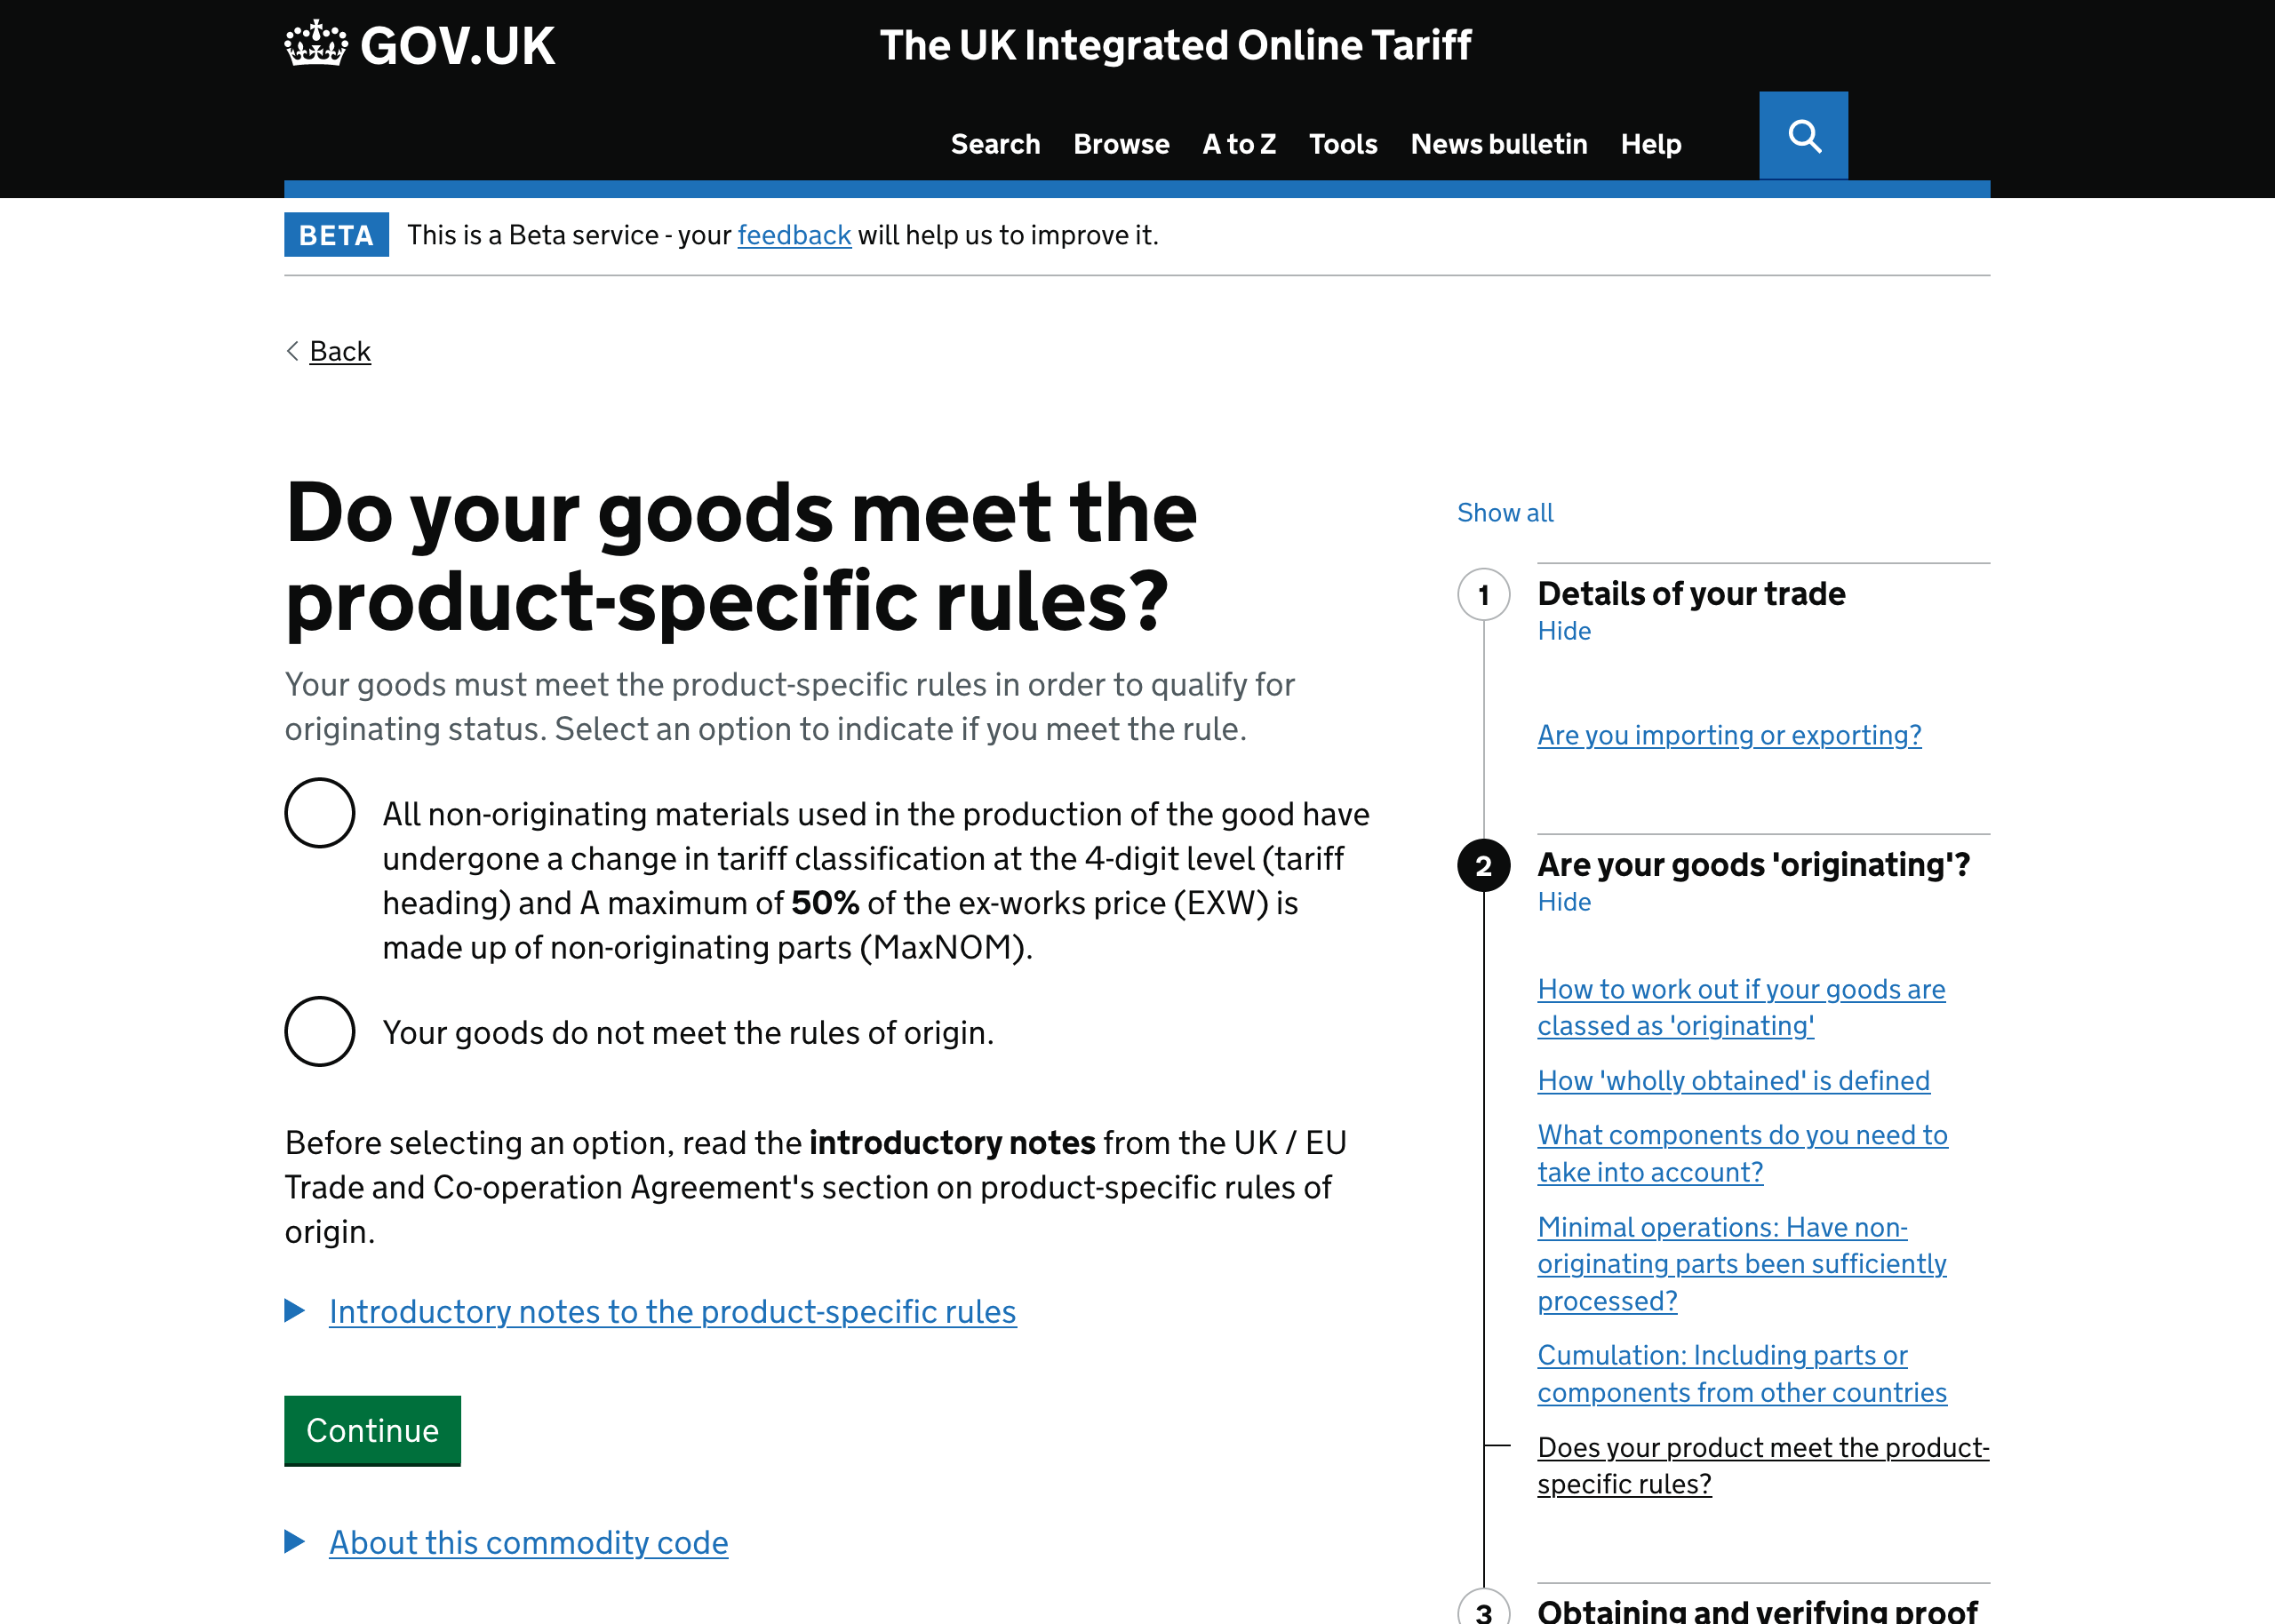 GOV.UK
The UK Integrated Online Tariff
Search Browse A to Z Tools News bulletin Help
BETA This is a Beta service - your feedback will help us to improve it.
Back
Do your goods meet the
product-specific rules?
Your goods must meet the product-specific rules in order to qualify for
originating status. Select an option to indicate if you meet the rule.
All non-originating materials used in the production of the good have
undergone a change in tariff classification at the 4-digit level (tariff
heading) and A maximum of 50% of the ex-works price (EXW) is
made up of non-originating parts (MaxNOM).
Your goods do not meet the rules of origin.
Before selecting an option, read the introductory notes from the UK / EU
Trade and Co-operation Agreement's section on product-specific rules of
origin.
Introductory notes to the product-specific rules
Continue
About this commodity code
Show all
1 Details of your trade
Hide
Are you importing or exporting?
2 Are your goods 'originating'?
Hide
How to work out if your goods are
classed as 'originating'
How 'wholly obtained' is defined
What components do you need to
take into account?
Minimal operations: Have non-
originating parts been sufficiently
processed?
Cumulation: Including parts or
components from other countries
Does your product meet the product-
specific rules?
3 Obtaining and verifying proof